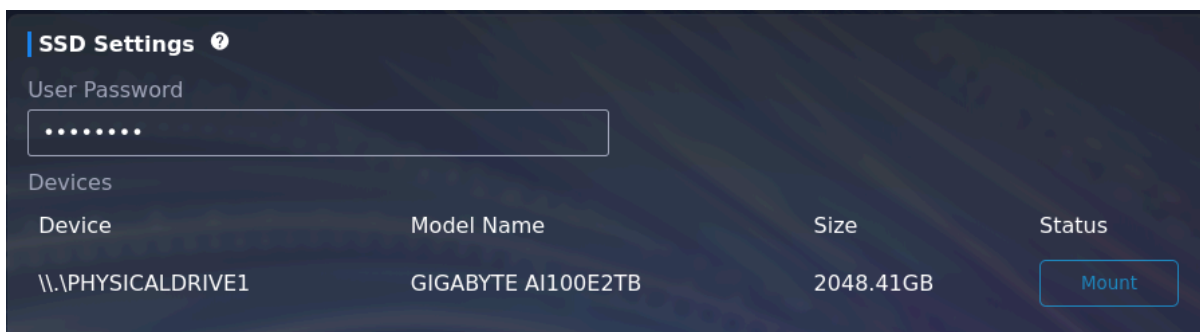 SSD Settings ?
User Password
••••••••
Devices
Device Model Name Size Status
\\.\PHYSICALDRIVE1 GIGABYTE AI100E2TB 2048.41GB Mount